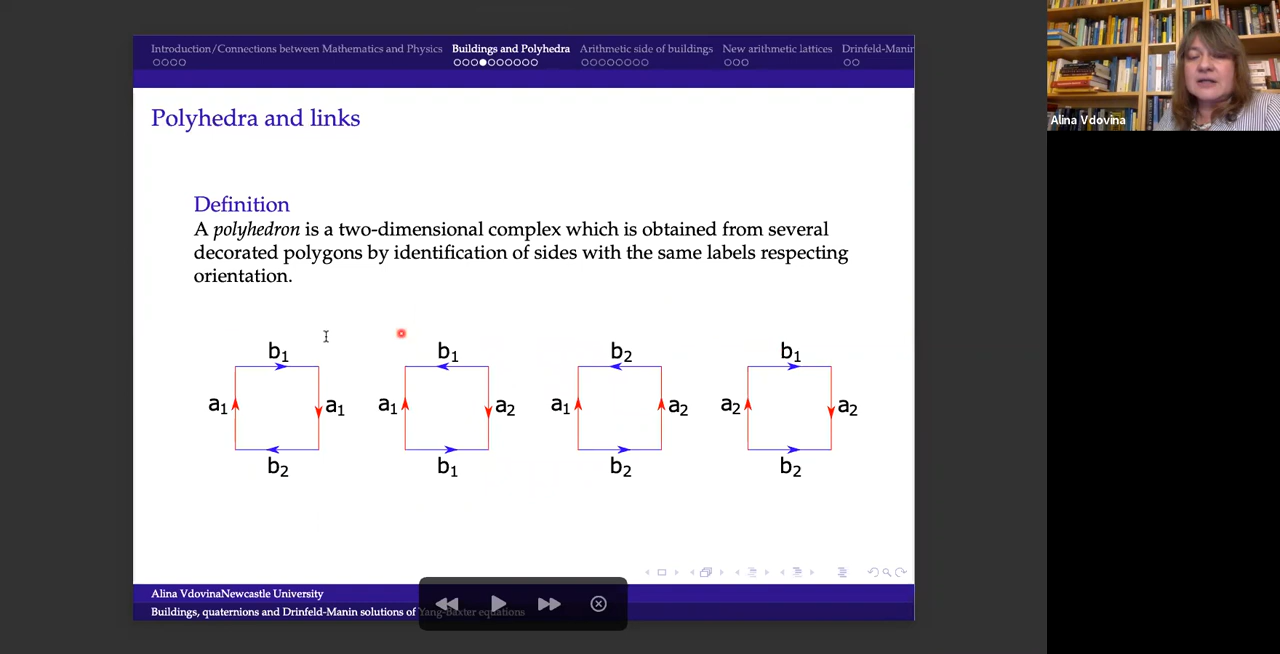 Introduction/Connections between Mathematics and Physics Buildings and Polyhedra Arithmetic side of buildings New arithmetic lattices Drinfeld-Manin
Alina Vdovina
Polyhedra and links
Definition
A polyhedron is a two-dimensional complex which is obtained from several
decorated polygons by identification of sides with the same labels respecting
orientation.
b₁ b₁ b₂ b₁
a₁ a₁ a₁ a₂ a₁ a₂ a₂ a₂
b₂ b₁ b₂ b₂
Alina VdovinaNewcastle University
Buildings, quaternions and Drinfeld-Manin solutions of Yang-Baxter equations